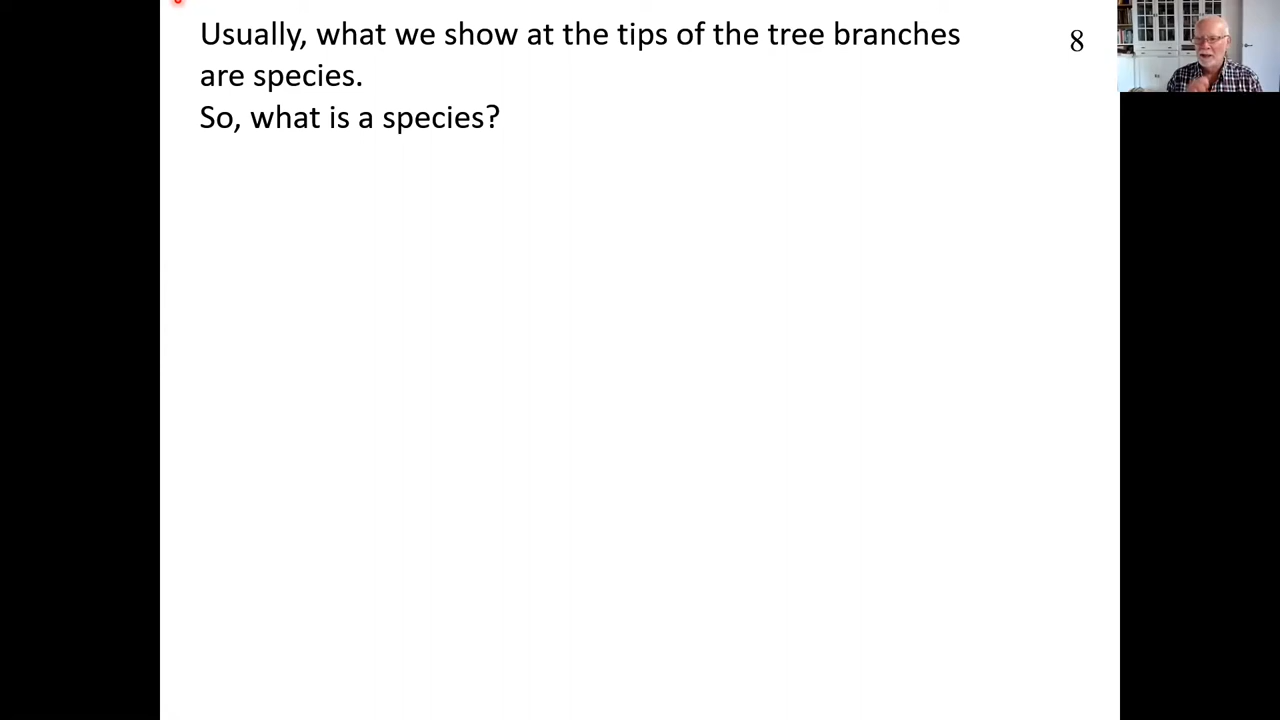 Usually, what we show at the tips of the tree branches
are species.
So, what is a species?
8